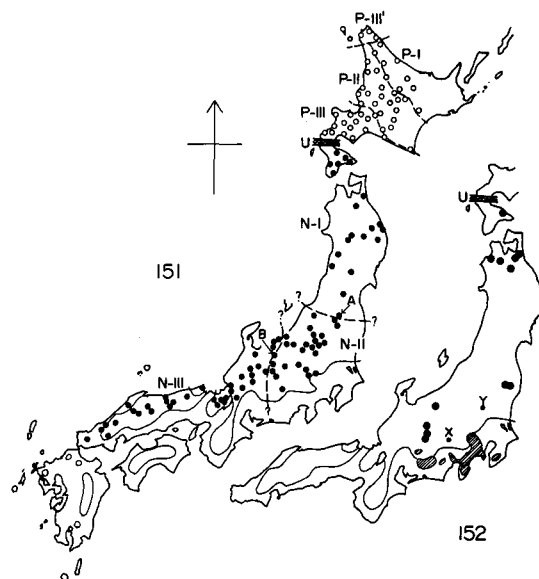 P-III'
P-I
P-II
P-III
U
U
N-I
151
A
?
?
?
B
N-II
N-III
?
Y
X
152